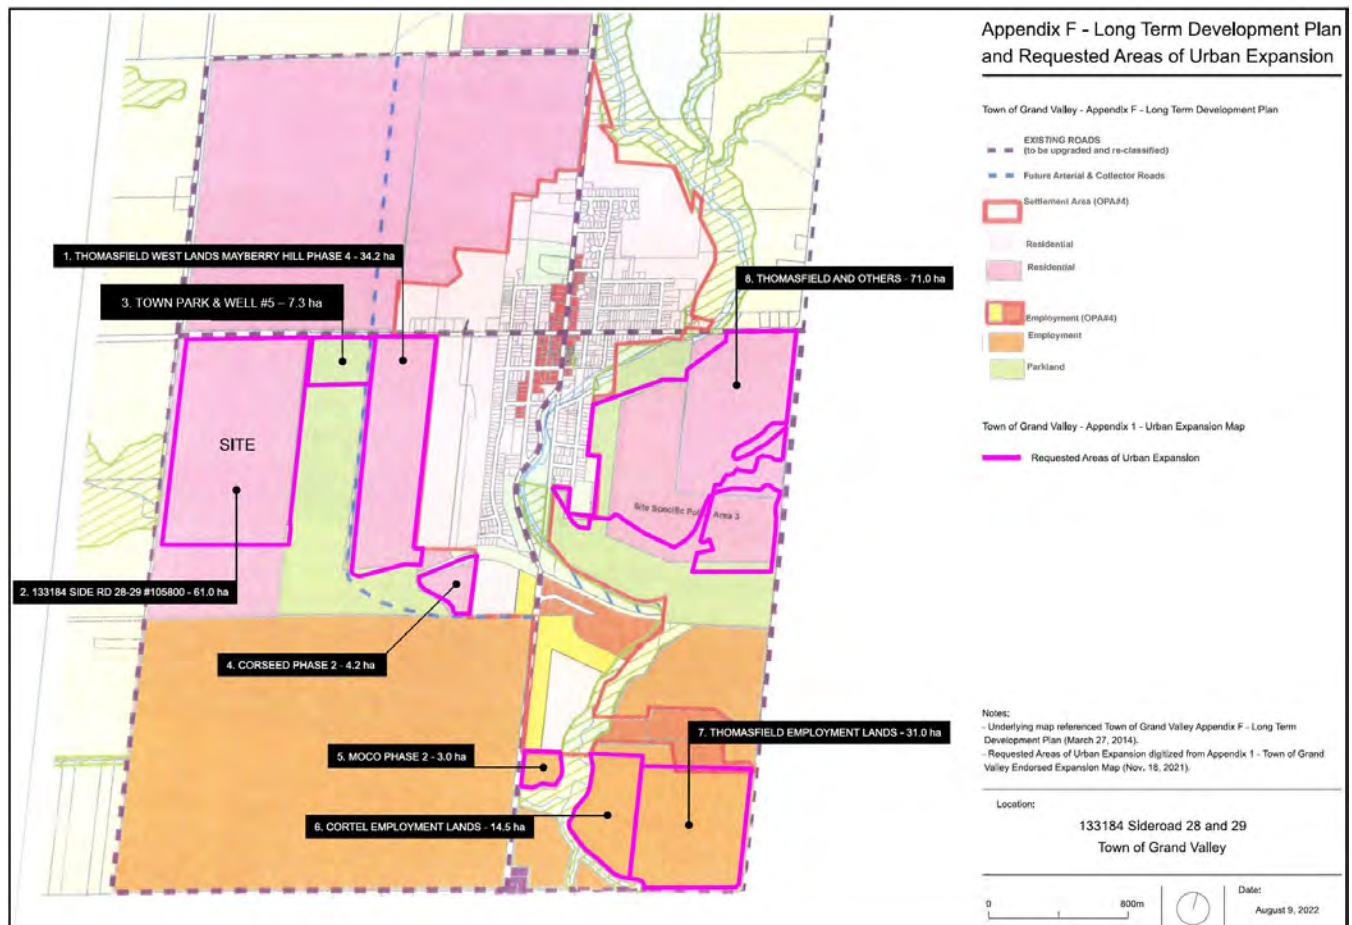 Appendix F - Long Term Development Plan
and Requested Areas of Urban Expansion
Town of Grand Valley - Appendix F - Long Term Development Plan
EXISTING ROADS
(to be upgraded and re-classified)
Future Arterial & Collector Roads
Settlement Area (OPA#4)
Residential
Residential
Employment (OPA#4)
Employment
Parkland
Town of Grand Valley - Appendix 1 - Urban Expansion Map
Requested Areas of Urban Expansion
1. THOMASFIELD WEST LANDS MAYBERRY HILL PHASE 4 - 34.2 ha
8. THOMASFIELD AND OTHERS - 71.0 ha
3. TOWN PARK & WELL #5 – 7.3 ha
SITE
Site Specific Area 3
2. 133184 SIDE RD 28-29 #105800 - 61.0 ha
4. CORSEED PHASE 2 - 4.2 ha
7. THOMASFIELD EMPLOYMENT LANDS - 31.0 ha
5. MOCO PHASE 2 - 3.0 ha
6. CORTEL EMPLOYMENT LANDS - 14.5 ha
Notes:
- Underlying map referenced Town of Grand Valley Appendix F - Long Term
Development Plan (March 27, 2014).
- Requested Areas of Urban Expansion digitized from Appendix 1 - Town of Grand
Valley Endorsed Expansion Map (Nov. 18, 2021).
Location:
133184 Sideroad 28 and 29
Town of Grand Valley
0 800m
Date:
August 9, 2022